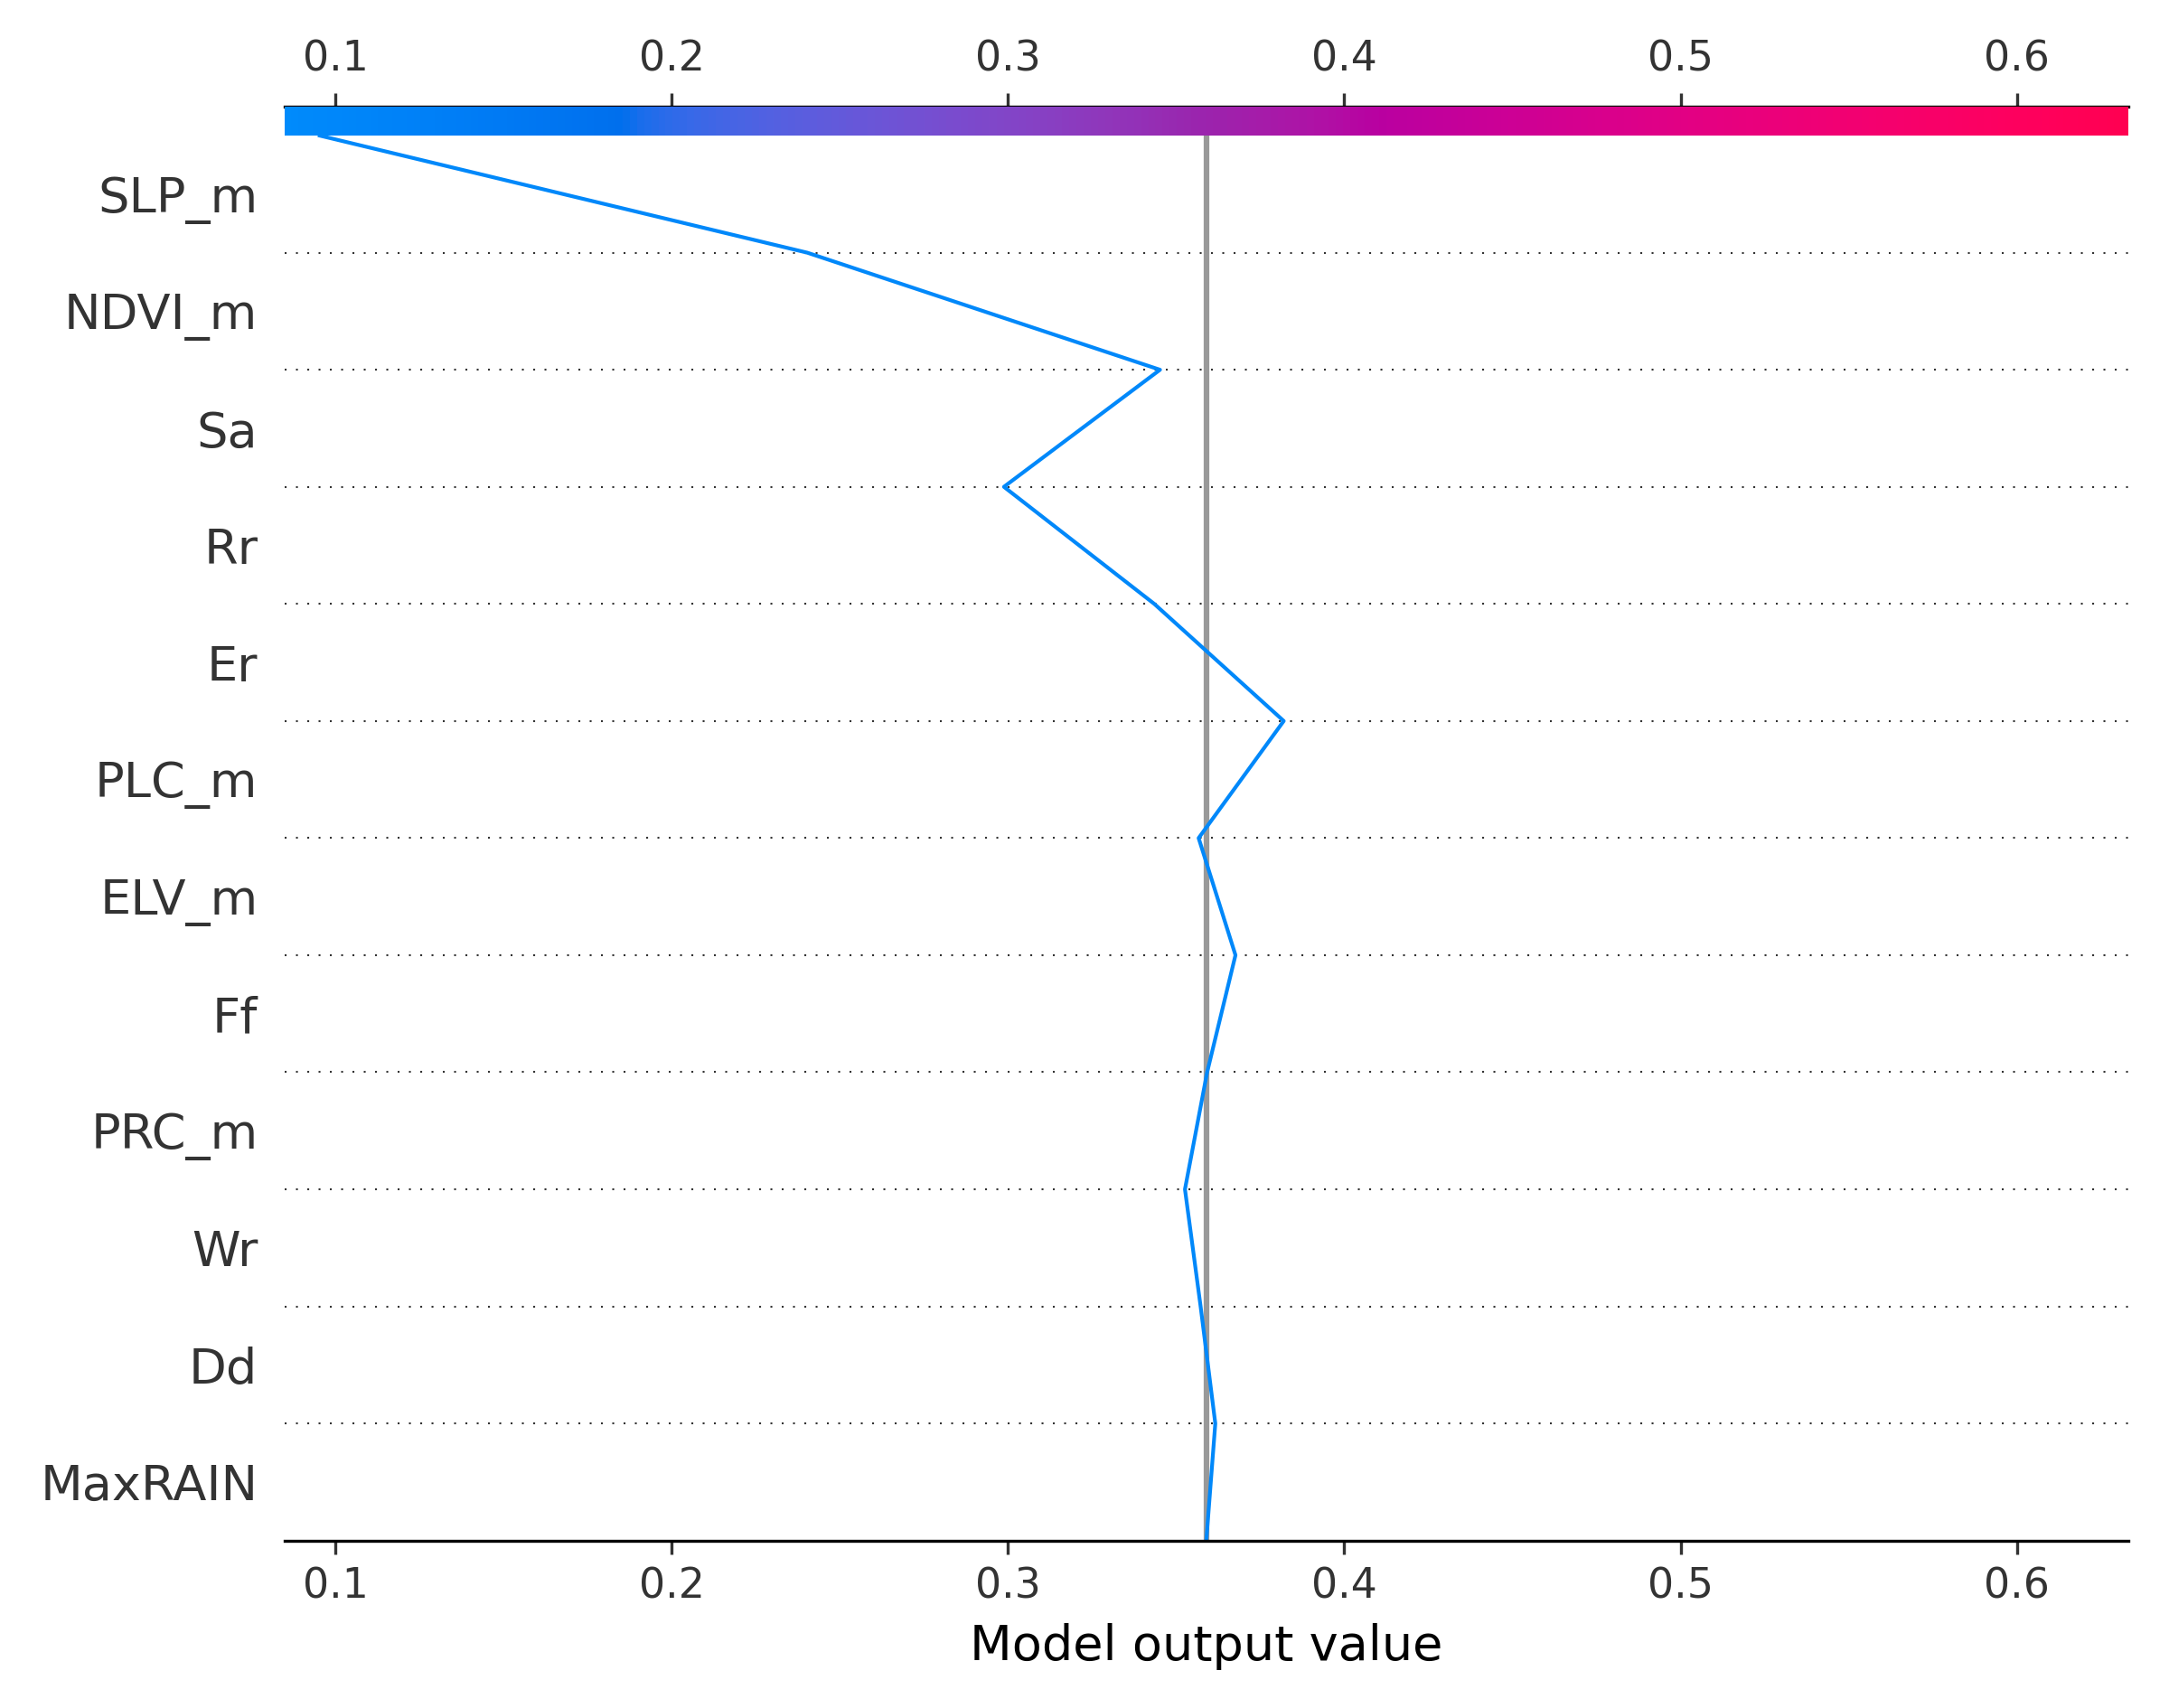 0.1 0.2 0.3 0.4 0.5 0.6
SLP_m
NDVI_m
Sa
Rr
Er
PLC_m
ELV_m
Ff
PRC_m
Wr
Dd
MaxRAIN
0.1 0.2 0.3 0.4 0.5 0.6
Model output value